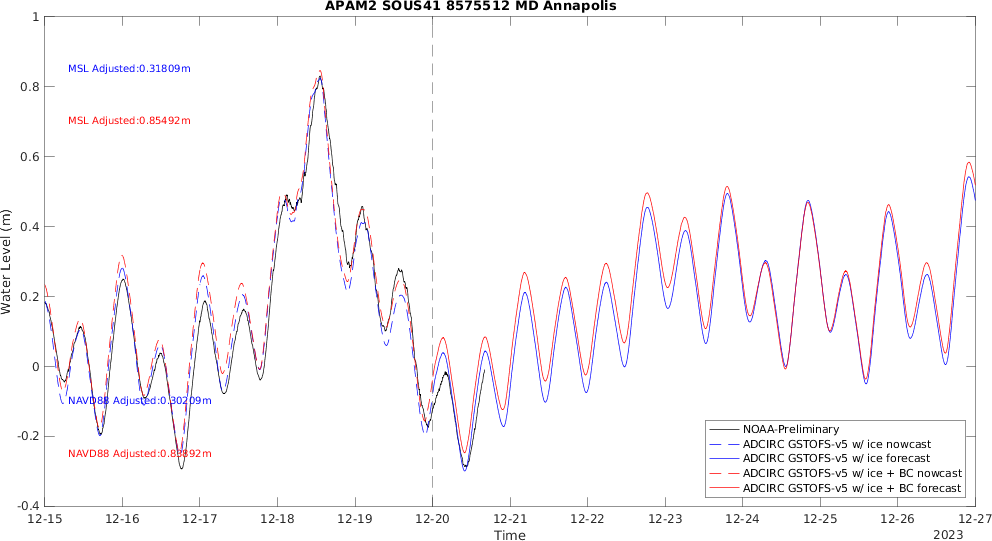 APAM2 SOUS41 8575512 MD Annapolis
1
0.8
0.6
0.4
0.2
0
-0.2
-0.4
Water Level (m)
MSL Adjusted:0.31809m
MSL Adjusted:0.85492m
NAVD88 Adjusted:0.30209m
NAVD88 Adjusted:0.83892m
NOAA-Preliminary
ADCIRC GSTOFS-v5 w/ ice nowcast
ADCIRC GSTOFS-v5 w/ ice forecast
ADCIRC GSTOFS-v5 w/ ice + BC nowcast
ADCIRC GSTOFS-v5 w/ ice + BC forecast
12-15 12-16 12-17 12-18 12-19 12-20 12-21 12-22 12-23 12-24 12-25 12-26 12-27
Time
2023